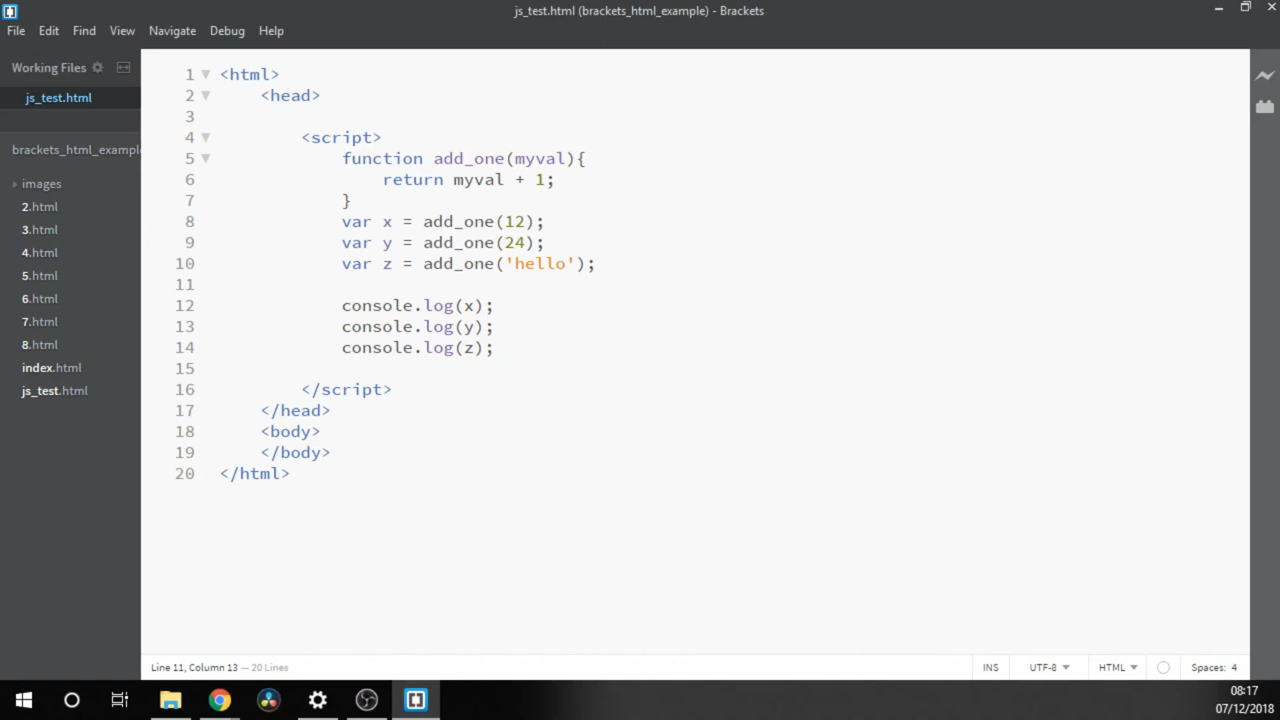 js_test.html (brackets_html_example) - Brackets
File Edit Find View Navigate Debug Help
Working Files
js_test.html
brackets_html_exampl
images
2.html
3.html
4.html
5.html
6.html
7.html
8.html
index.html
js_test.html
1 <html>
2 <head>
3
4 <script>
5 function add_one(myval){
6 return myval + 1;
7 }
8 var x = add_one(12);
9 var y = add_one(24);
10 var z = add_one('hello');
11
12 console.log(x);
13 console.log(y);
14 console.log(z);
15
16 </script>
17 </head>
18 <body>
19 </body>
20 </html>
Line 11, Column 13 — 20 Lines
INS UTF-8 HTML Spaces: 4
08:17
07/12/2018